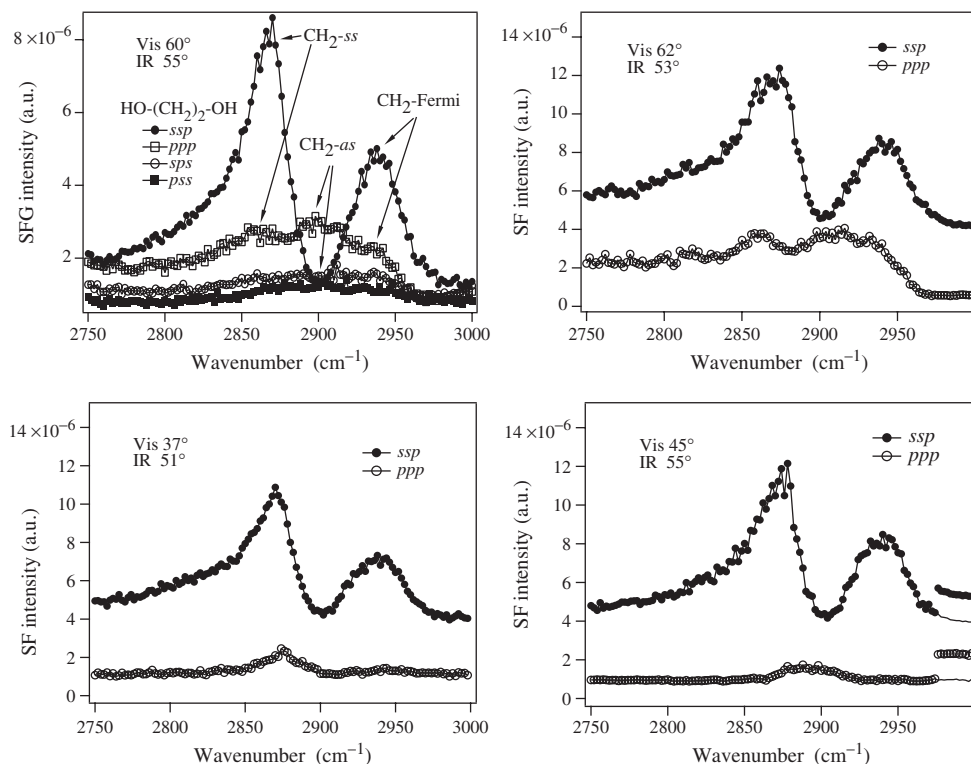 8 ×10⁻⁶
6
4
2
SFG intensity (a.u.)
Vis 60°
IR 55°
HO-(CH₂)₂-OH
ssp
ppp
sps
pss
CH₂-ss
CH₂-as
CH₂-Fermi
2750 2800 2850 2900 2950 3000
Wavenumber (cm⁻¹)
14 ×10⁻⁶
12
10
8
6
4
2
0
SF intensity (a.u.)
Vis 62°
IR 53°
ssp
ppp
2750 2800 2850 2900 2950
Wavenumber (cm⁻¹)
14 ×10⁻⁶
12
10
8
6
4
2
0
SF intensity (a.u.)
Vis 37°
IR 51°
ssp
ppp
2750 2800 2850 2900 2950 3000
Wavenumber (cm⁻¹)
14 ×10⁻⁶
12
10
8
6
4
2
0
SF intensity (a.u.)
Vis 45°
IR 55°
ssp
ppp
2750 2800 2850 2900 2950
Wavenumber (cm⁻¹)